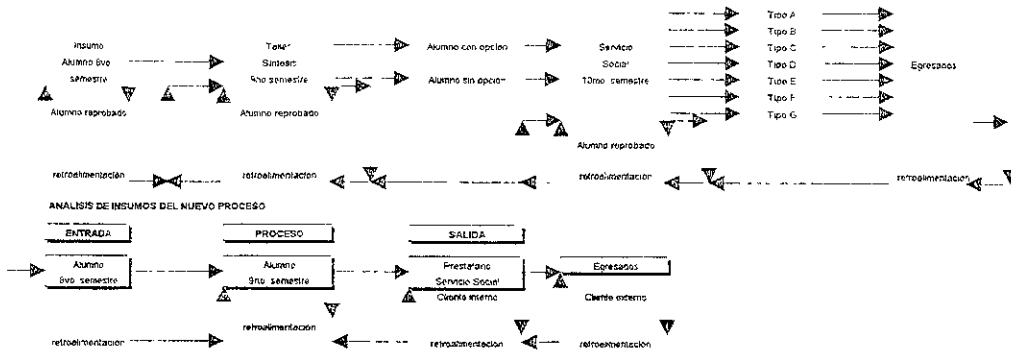 Tipo A
Tipo B
Insumo Taller Alumno con opción Servicio Tipo C
Alumno 8vo Sintesis Social Tipo D Egresados
semestre 9no semestre Alumno sin opción 10mo semestre Tipo E
Tipo F
Alumno reprobado Alumno reprobado Tipo G
Alumno reprobado
retroalimentación retroalimentación retroalimentación retroalimentación
ANALISIS DE INSUMOS DEL NUEVO PROCESO
ENTRADA PROCESO SALIDA
Alumno Alumno Prestatario Egresados
8vo semestre 9no semestre Servicio Social
Cliente interno Cliente externo
retroalimentación
retroalimentación retroalimentación retroalimentación